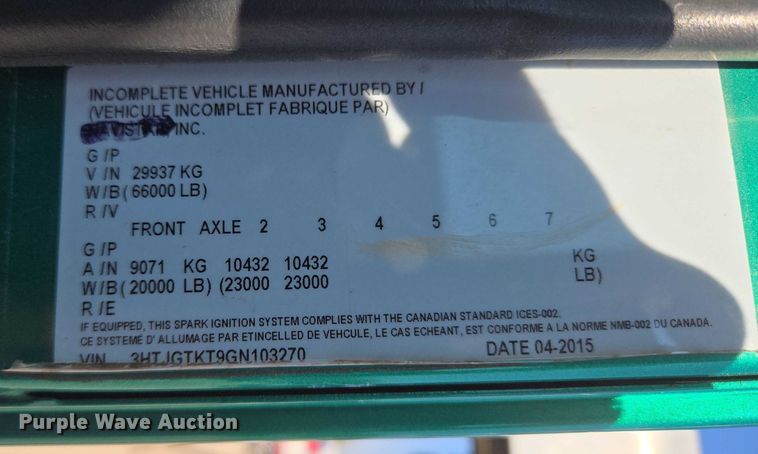 INCOMPLETE VEHICLE MANUFACTURED BY /
(VEHICULE INCOMPLET FABRIQUE PAR)
NAVISTAR, INC.
G /P
V /N 29937 KG
W/B( 66000 LB)
R /V
FRONT AXLE 2 3 4 5 6 7
G /P
A /N 9071 KG 10432 10432 KG
W/B( 20000 LB) (23000 23000 LB)
R /E
IF EQUIPPED, THIS SPARK IGNITION SYSTEM COMPLIES WITH THE CANADIAN STANDARD ICES-002.
CE SYSTEMÉ D' ALLUMAGE PAR ETINCELLED DE VEHCULE, LE CAS ECHEANT, EST CONFORME A LA NORME NMB-002 DU CANADA.
VIN 3HTJGTKT9GN103270 DATE 04-2015
Purple Wave Auction